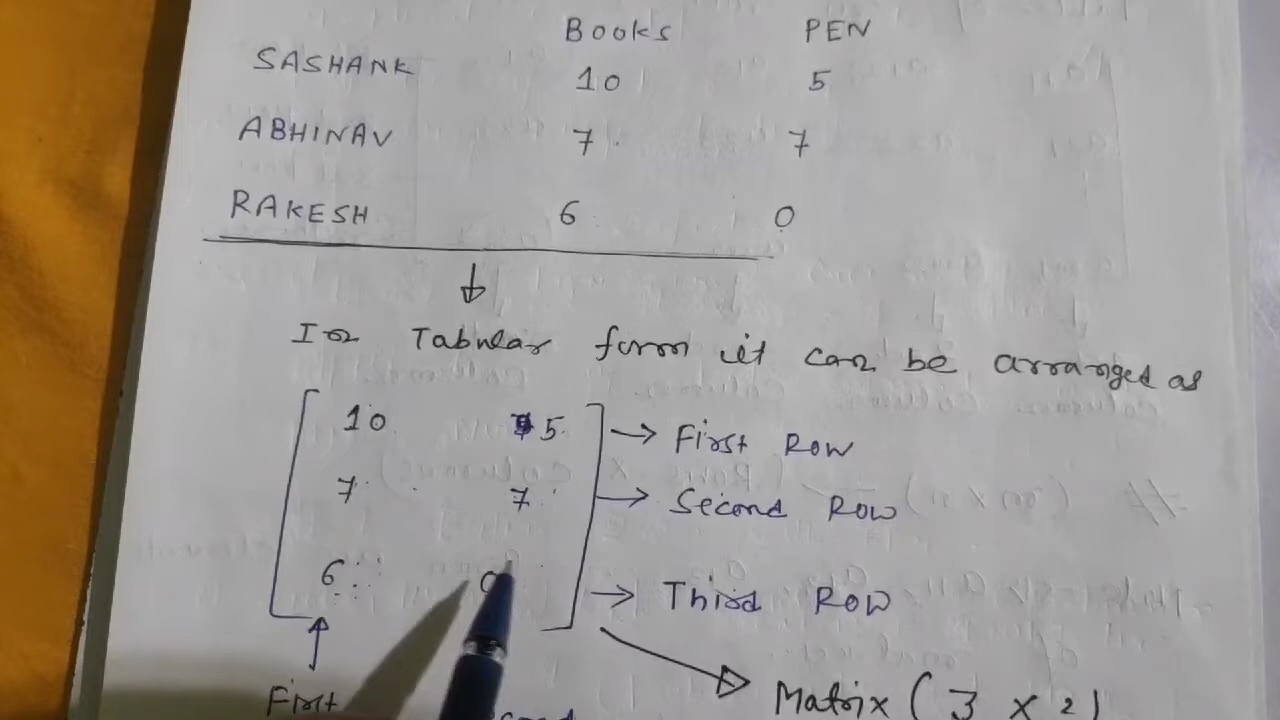 Books PEN
SASHANK 10 5
ABHINAV 7 7
RAKESH 6 0
In Tabular form it can be arranged as
10 5 → First Row
7 7 → Second Row
6 0 → Third Row
Matrix (3 x 2)
First